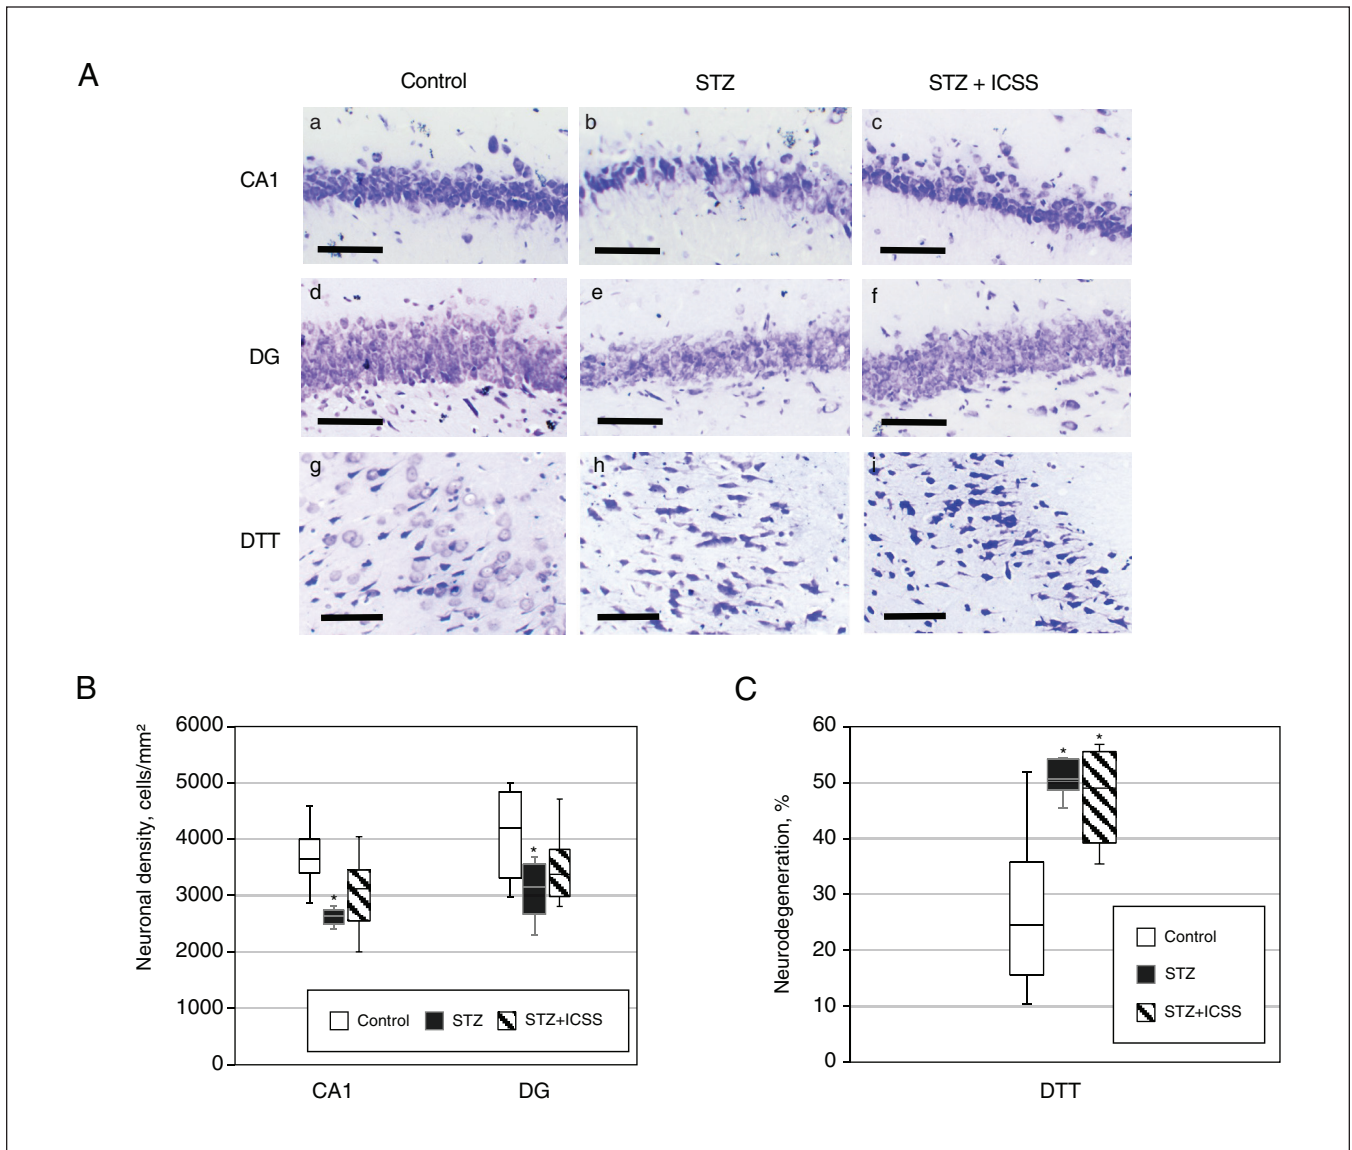 A
Control STZ STZ + ICSS
a b c
CA1
d e f
DG
g h i
DTT
B
Neuronal density, cells/mm²
6000
5000
4000
3000
2000
1000
0
* *
Control STZ STZ+ICSS
CA1 DG
C
Neurodegeneration, %
60
50
40
30
20
10
0
* *
Control
STZ
STZ+ICSS
DTT